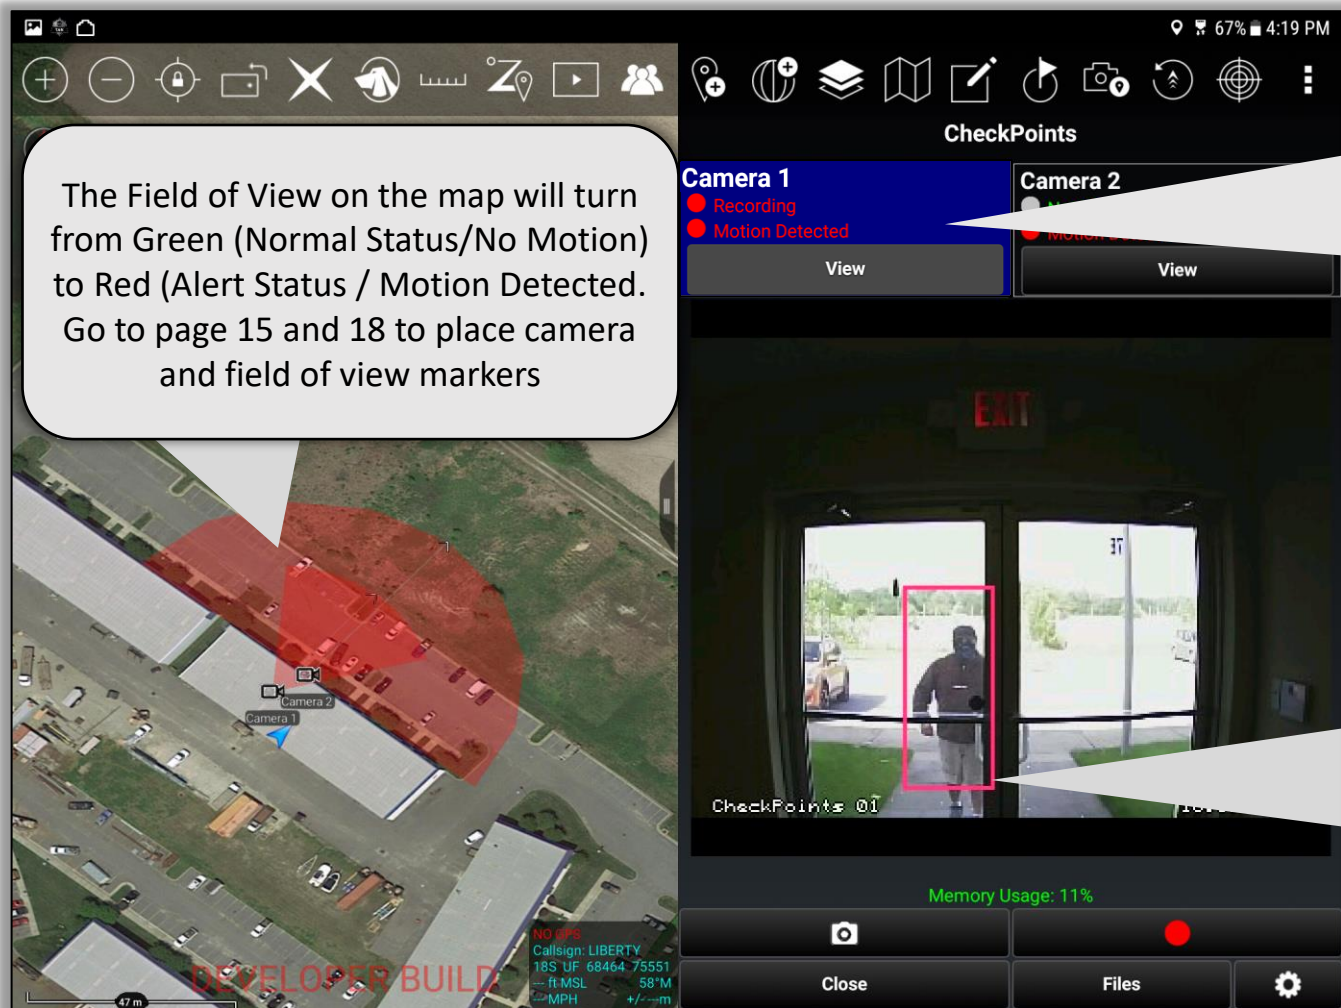 67% 4:19 PM
CheckPoints
The Field of View on the map will turn
from Green (Normal Status/No Motion)
to Red (Alert Status / Motion Detected.
Go to page 15 and 18 to place camera
and field of view markers
Camera 1
Recording
Motion Detected
View
Camera 2
View
EXIT
CheckPoints 01
Camera 2
Camera 1
Memory Usage: 11%
NO GPS
Callsign: LIBERTY
18S UF 68464 75551
--- ft MSL 58°M
--- MPH +/- ---m
DEVELOPER BUILD
47 m
Close
Files